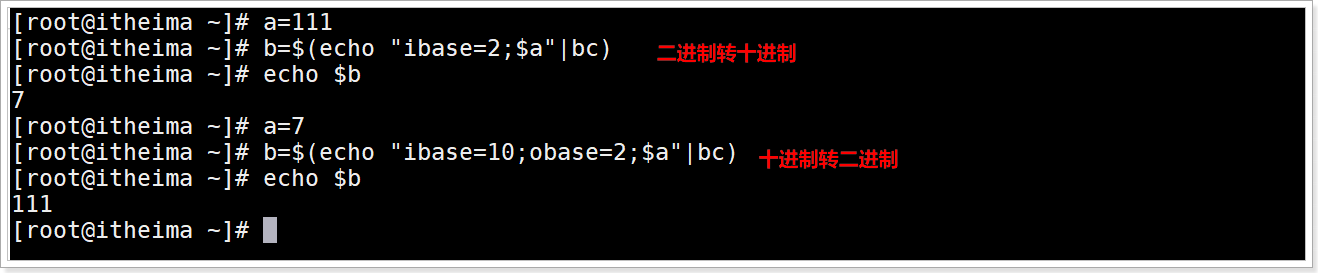 [root@itheima ~]# a=111
[root@itheima ~]# b=$(echo "ibase=2;$a"|bc) 二进制转十进制
[root@itheima ~]# echo $b
7
[root@itheima ~]# a=7
[root@itheima ~]# b=$(echo "ibase=10;obase=2;$a"|bc) 十进制转二进制
[root@itheima ~]# echo $b
111
[root@itheima ~]#